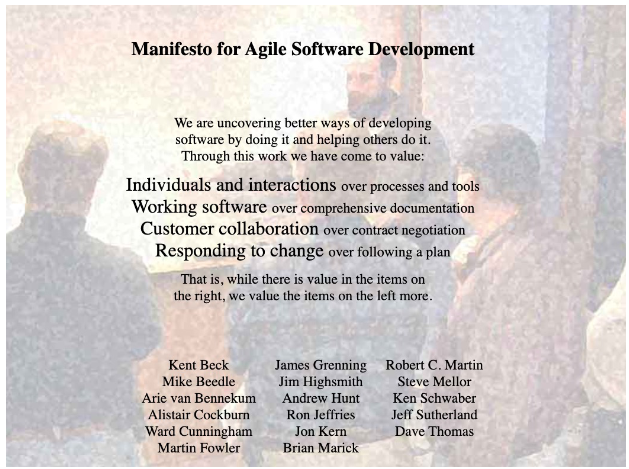 Manifesto for Agile Software Development
We are uncovering better ways of developing
software by doing it and helping others do it.
Through this work we have come to value:
Individuals and interactions over processes and tools
Working software over comprehensive documentation
Customer collaboration over contract negotiation
Responding to change over following a plan
That is, while there is value in the items on
the right, we value the items on the left more.
Kent Beck
Mike Beedle
Arie van Bennekum
Alistair Cockburn
Ward Cunningham
Martin Fowler
James Grenning
Jim Highsmith
Andrew Hunt
Ron Jeffries
Jon Kern
Brian Marick
Robert C. Martin
Steve Mellor
Ken Schwaber
Jeff Sutherland
Dave Thomas